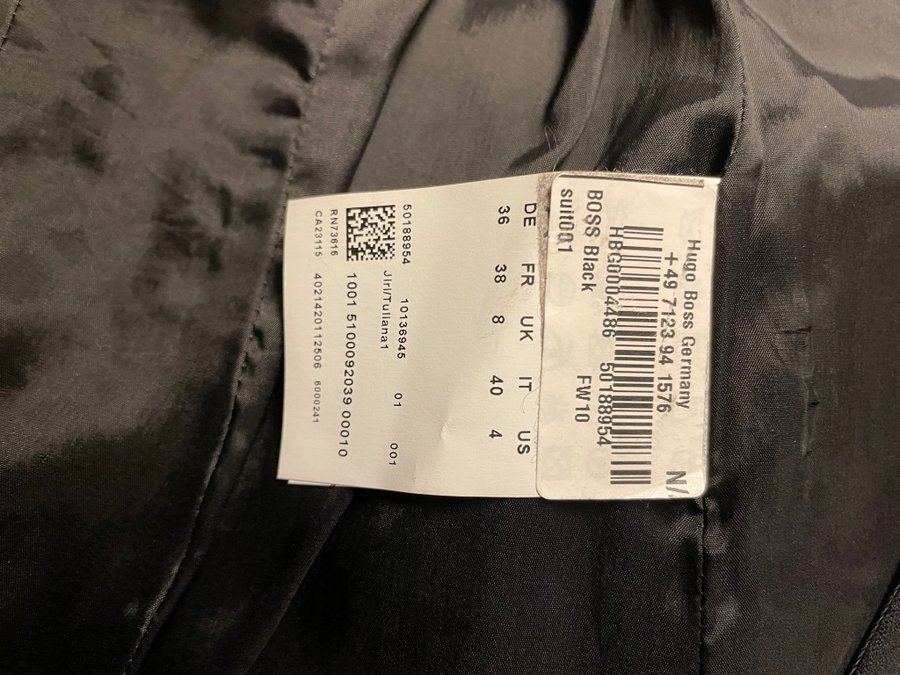 Hugo Boss Germany
+49 7123 94 1576
N/
HBG0004486 50188954
BOSS Black FW10
suit001
DE FR UK IT US
36 38 8 40 4
50188954 10136945 01 001
Jiri/Tuliana1
1001 5100092039 00010
RN73616
CA23115 4021420112506 6000241